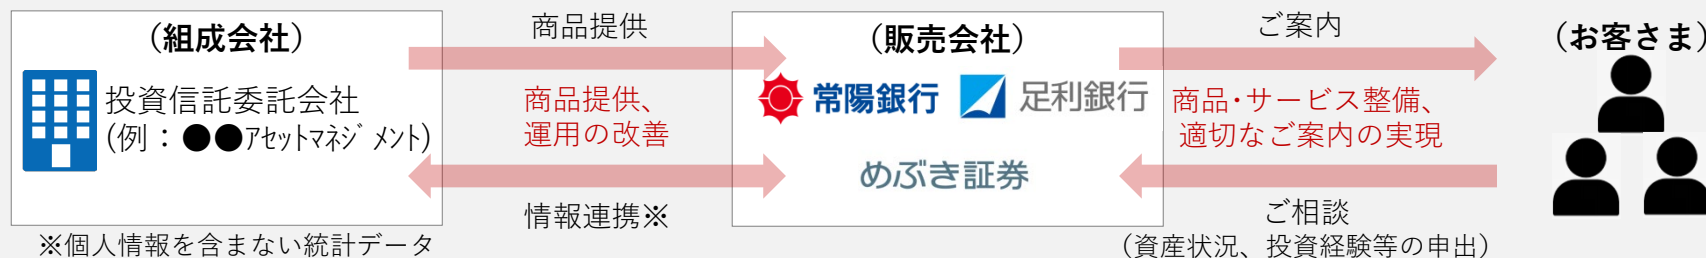 （組成会社）
投資信託委託会社
(例：●●ｱｾｯﾄﾏﾈｼﾞﾒﾝﾄ)
※個人情報を含まない統計データ
商品提供
商品提供、
運用の改善
情報連携※
（販売会社）
常陽銀行 足利銀行
めぶき証券
ご案内
商品・サービス整備、
適切なご案内の実現
ご相談
（資産状況、投資経験等の申出）
（お客さま）